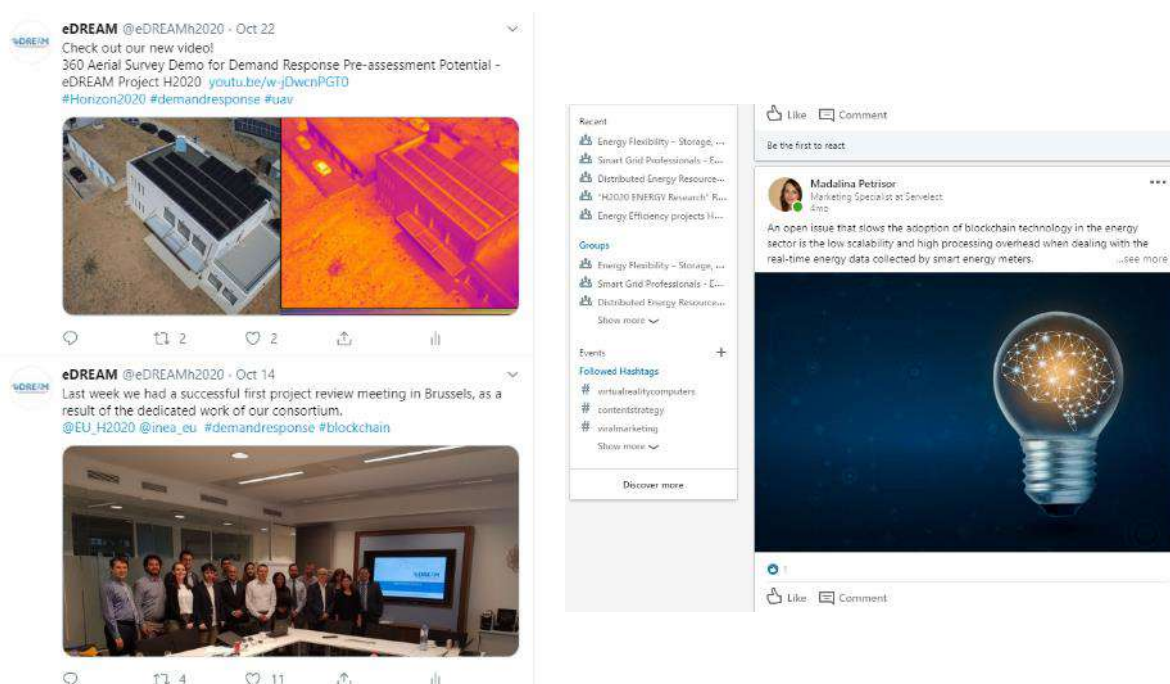 eDREAM @eDREAMh2020 · Oct 22
Check out our new video!
360 Aerial Survey Demo for Demand Response Pre-assessment Potential -
eDREAM Project H2020 youtu.be/w-jDwcnPGT0
#Horizon2020 #demandresponse #uav
2 2
eDREAM @eDREAMh2020 · Oct 14
Last week we had a successful first project review meeting in Brussels, as a
result of the dedicated work of our consortium.
@EU_H2020 @inea_eu #demandresponse #blockchain
eDREAM
4 11
Recent
Energy Flexibility – Storage, ...
Smart Grid Professionals - E...
Distributed Energy Resource...
"H2020 ENERGY Research" R...
Energy Efficiency projects H...
Groups
Energy Flexibility – Storage, ...
Smart Grid Professionals - E...
Distributed Energy Resource...
Show more
Events +
Followed Hashtags
# virtualrealitycomputers
# contentstrategy
# viralmarketing
Show more
Discover more
Like Comment
Be the first to react
Madalina Petrisor
Marketing Specialist at Servelect
4mo
An open issue that slows the adoption of blockchain technology in the energy
sector is the low scalability and high processing overhead when dealing with the
real-time energy data collected by smart energy meters. ...see more
1
Like Comment